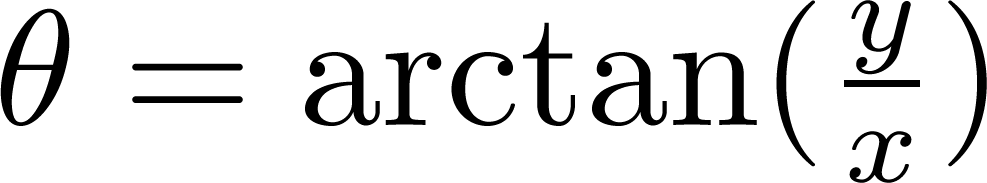 θ = arctan(y/x)